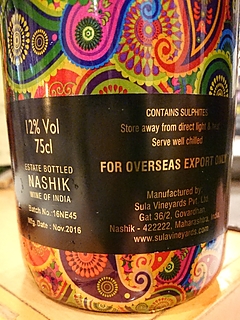 12% Vol
75cl
ESTATE BOTTLED
NASHIK
WINE OF INDIA
Batch No.:16NE45
Mfg. Date : Nov.2016
CONTAINS SULPHITES
Store away from direct light & heat
Serve well chilled
FOR OVERSEAS EXPORT ONLY
Manufactured by
Sula Vineyards Pvt. Ltd.
Gat 36/2, Govardhan,
Nashik - 422222, Maharashtra, India.
www.sulavineyards.com